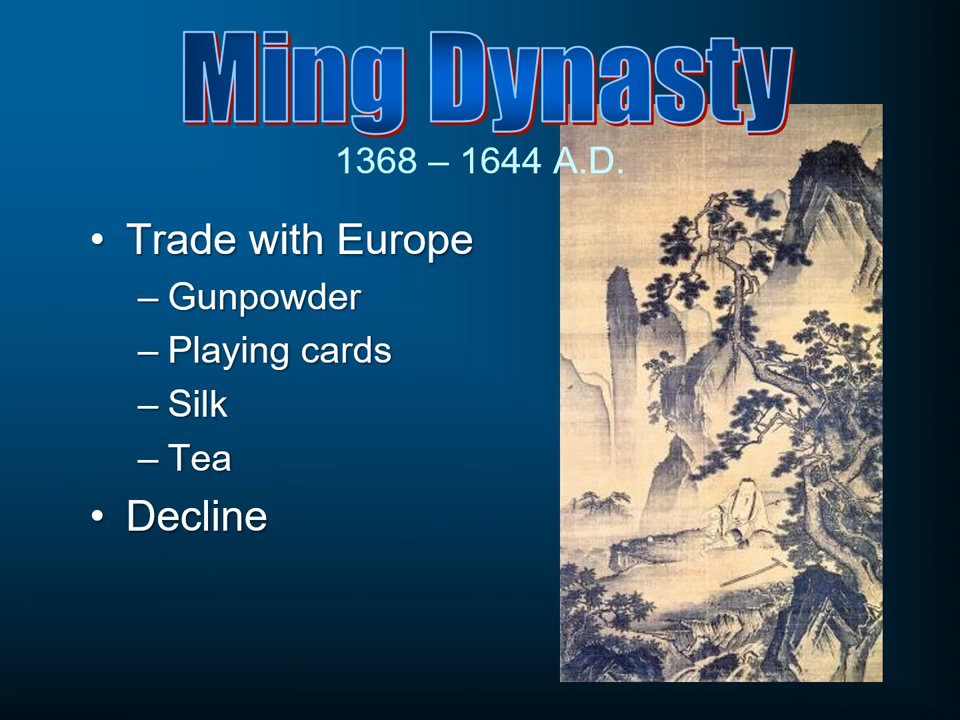 Ming Dynasty
1368 – 1644 A.D.
• Trade with Europe
– Gunpowder
– Playing cards
– Silk
– Tea
• Decline